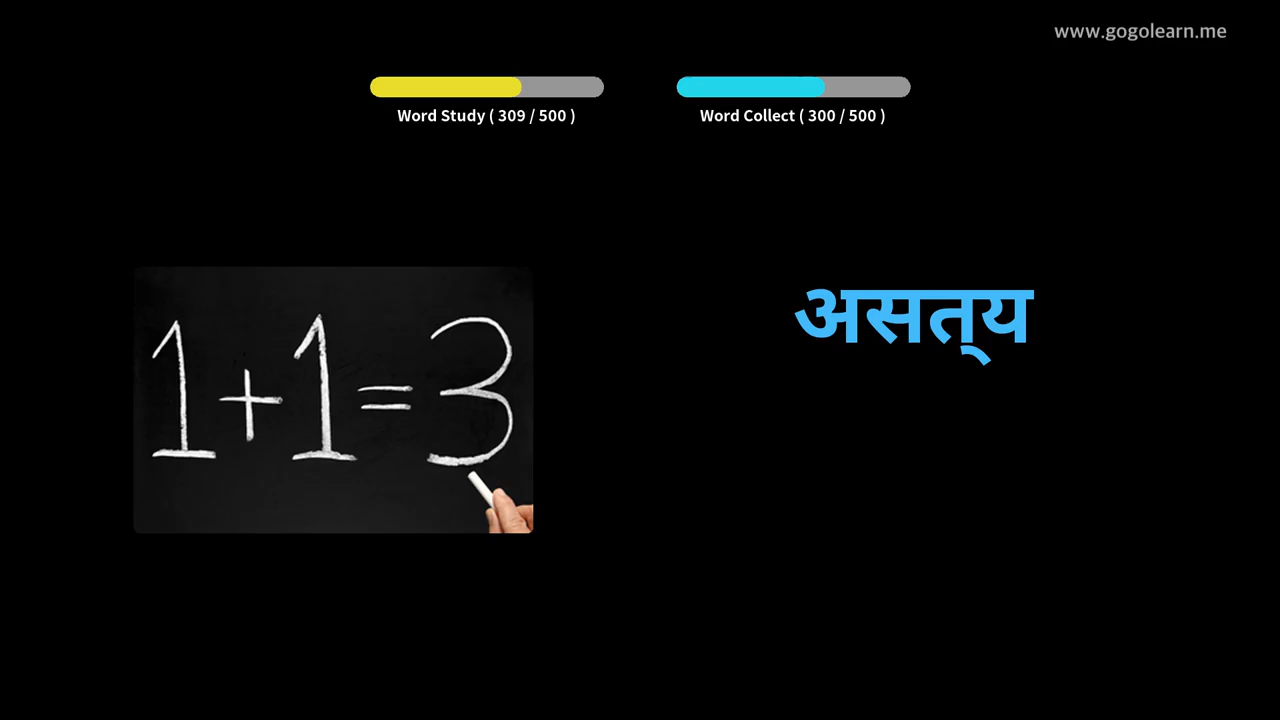 www.gogolearn.me
Word Study ( 309 / 500 )
Word Collect ( 300 / 500 )
1+1=3
असत्‌य